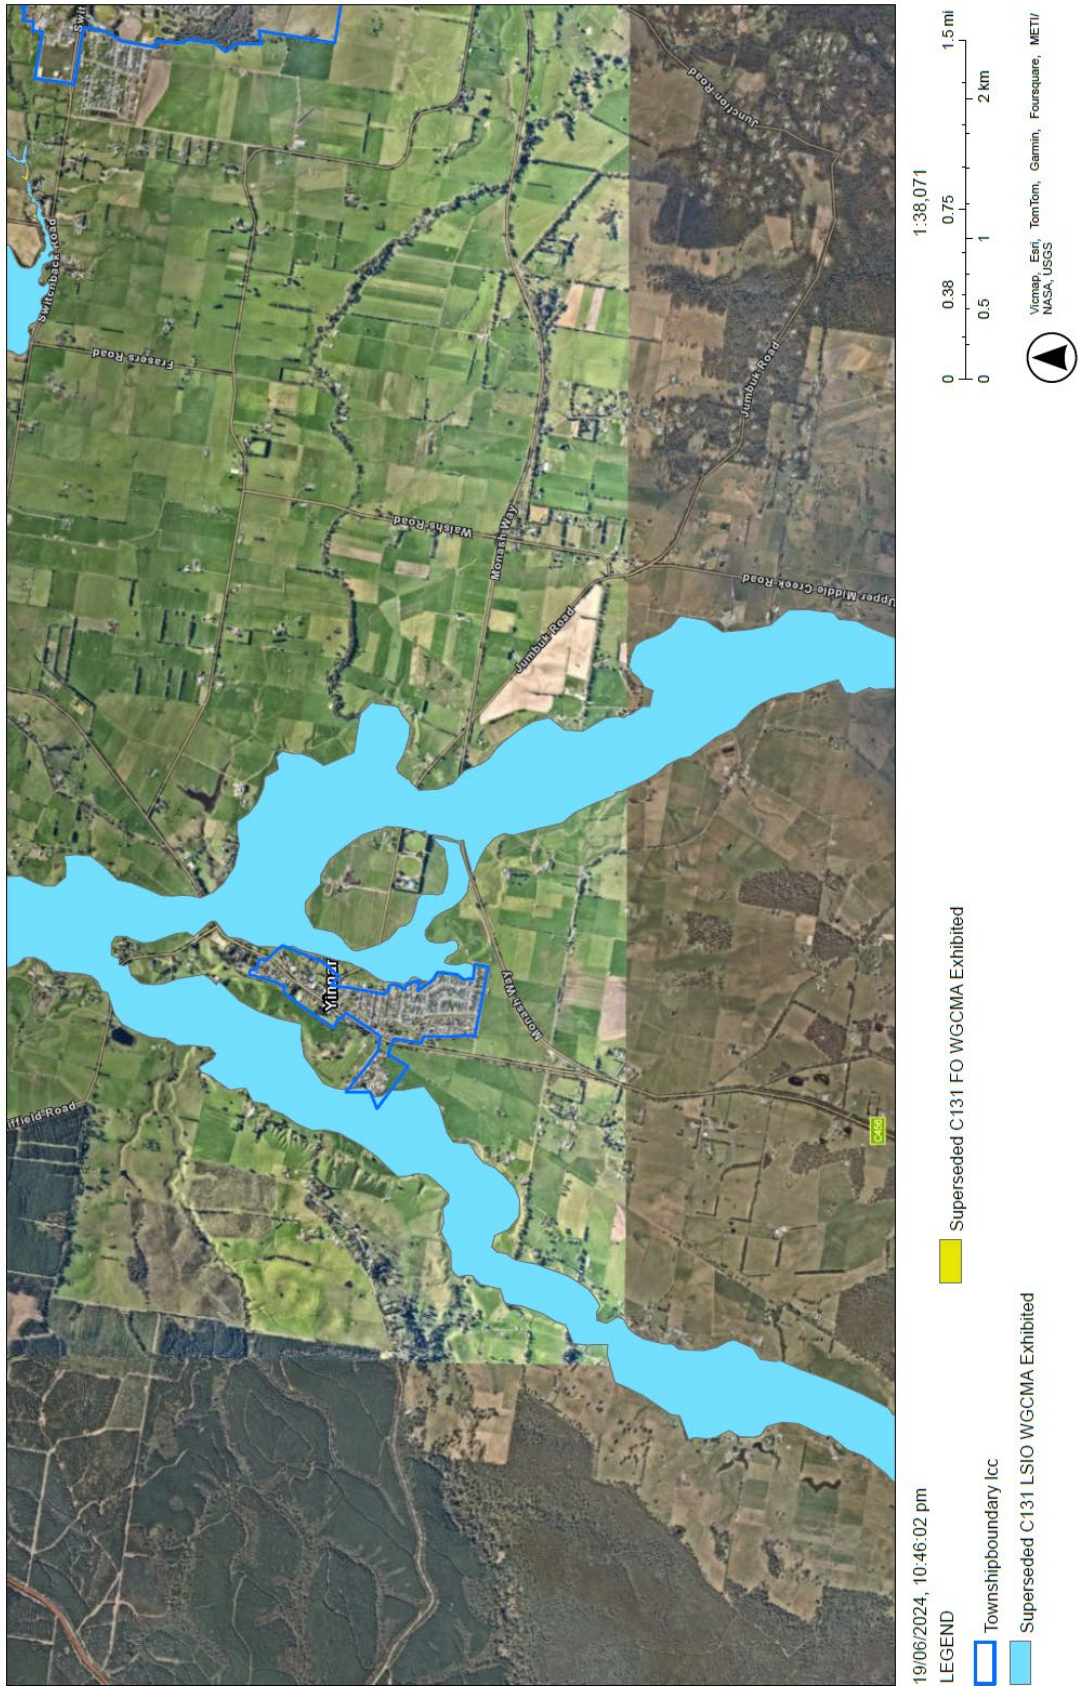 Swit
Switchback Road
Frasers Road
Junction Road
Jumbuk Road
Walshs Road
Monash Way
Jumbuk Road
Upper Middle Creek Road
Yinnar
Monash Way
C456
iffield Road
19/06/2024, 10:46:02 pm
LEGEND
Townshipboundary lcc
Superseded C131 LSIO WGCMA Exhibited
Superseded C131 FO WGCMA Exhibited
1:38,071
0 0.38 0.75 1.5 mi
0 0.5 1 2 km
Vicmap, Esri, TomTom, Garmin, Foursquare, METI/
NASA, USGS